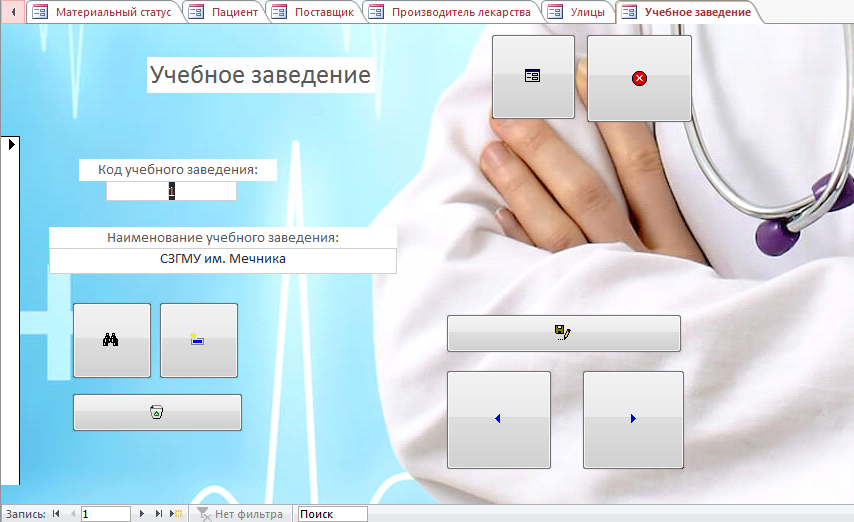 Материальный статус
Пациент
Поставщик
Производитель лекарства
Улицы
Учебное заведение
Учебное заведение
Код учебного заведения:
1
Наименование учебного заведения:
СЗГМУ им. Мечника
Запись:
1
Нет фильтра
Поиск